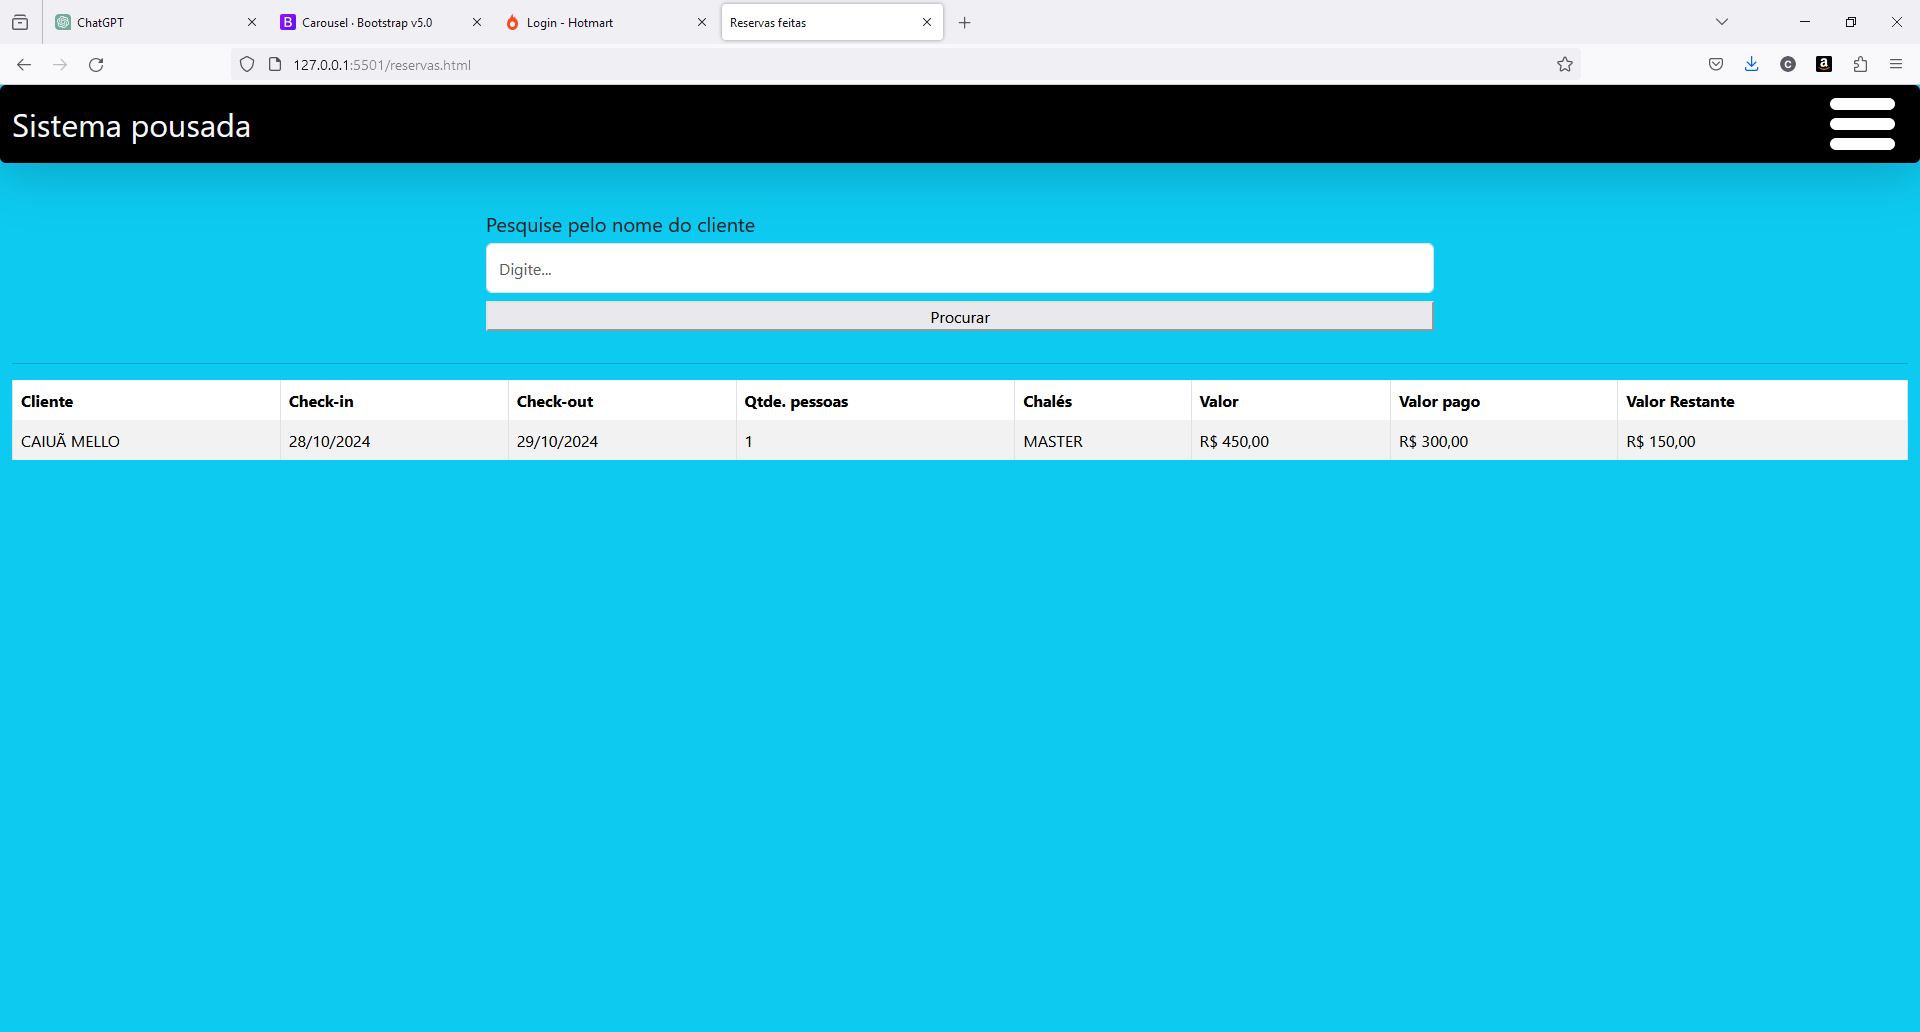 ChatGPT
Carousel · Bootstrap v5.0
Login - Hotmart
Reservas feitas
127.0.0.1:5501/reservas.html
Sistema pousada
Pesquise pelo nome do cliente
Digite...
Procurar
Cliente Check-in Check-out Qtde. pessoas Chalés Valor Valor pago Valor Restante
CAIUÃ MELLO 28/10/2024 29/10/2024 1 MASTER R$ 450,00 R$ 300,00 R$ 150,00